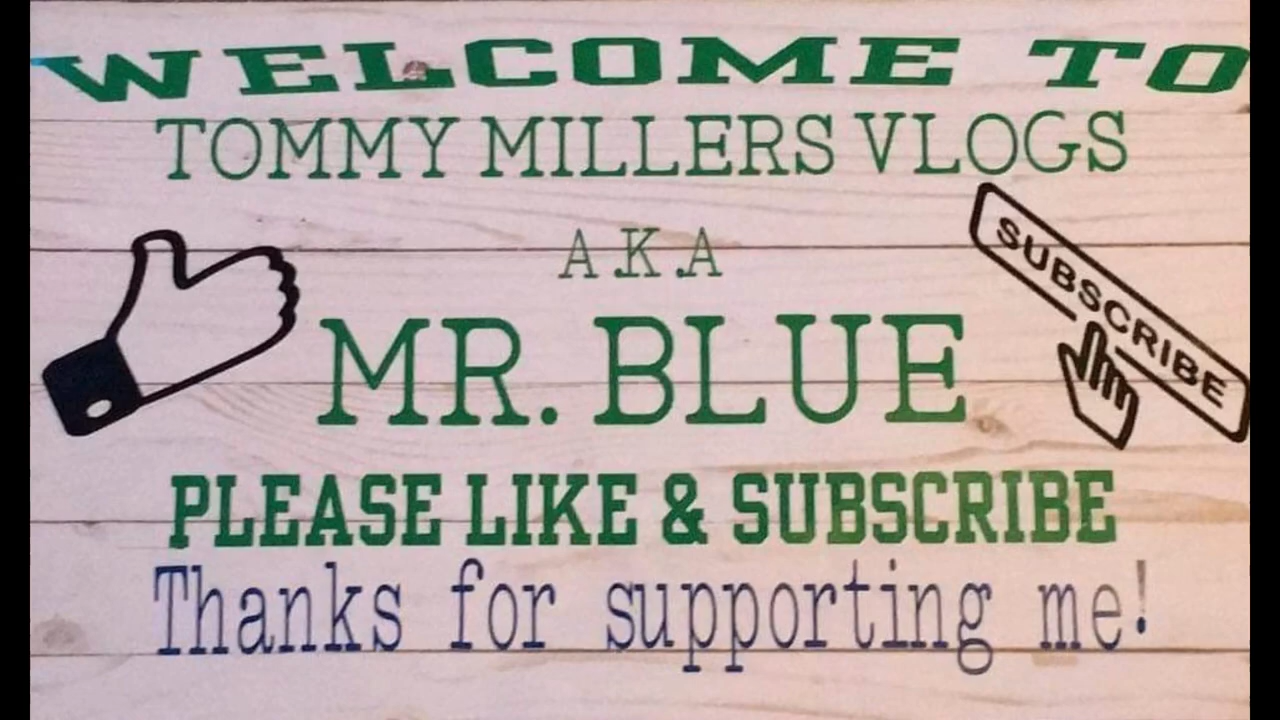 WELCOME TO
TOMMY MILLERS VLOGS
A.K.A
MR. BLUE
SUBSCRIBE
PLEASE LIKE & SUBSCRIBE
Thanks for supporting me!